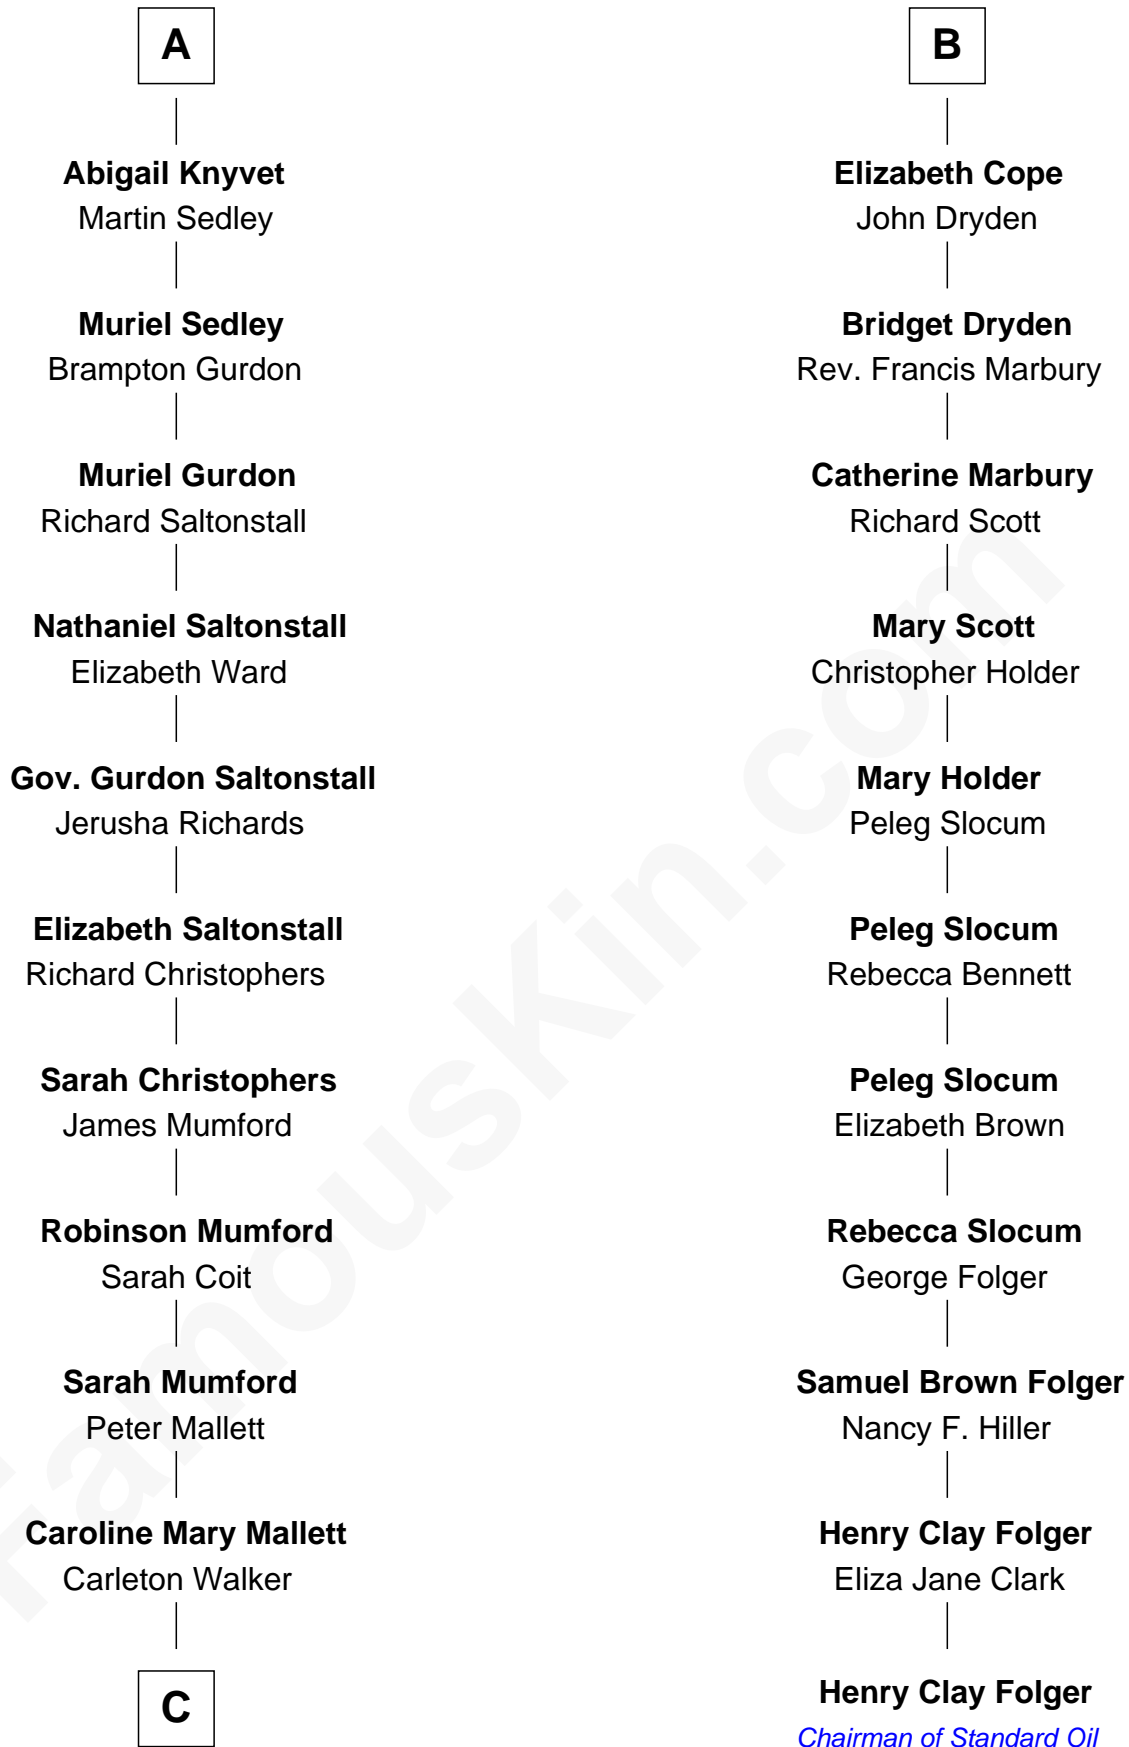 A
Abigail Knyvet
Martin Sedley
Muriel Sedley
Brampton Gurdon
Muriel Gurdon
Richard Saltonstall
Nathaniel Saltonstall
Elizabeth Ward
Gov. Gurdon Saltonstall
Jerusha Richards
Elizabeth Saltonstall
Richard Christophers
Sarah Christophers
James Mumford
Robinson Mumford
Sarah Coit
Sarah Mumford
Peter Mallett
Caroline Mary Mallett
Carleton Walker
C
B
Elizabeth Cope
John Dryden
Bridget Dryden
Rev. Francis Marbury
Catherine Marbury
Richard Scott
Mary Scott
Christopher Holder
Mary Holder
Peleg Slocum
Peleg Slocum
Rebecca Bennett
Peleg Slocum
Elizabeth Brown
Rebecca Slocum
George Folger
Samuel Brown Folger
Nancy F. Hiller
Henry Clay Folger
Eliza Jane Clark
Henry Clay Folger
Chairman of Standard Oil
FamousKin.com